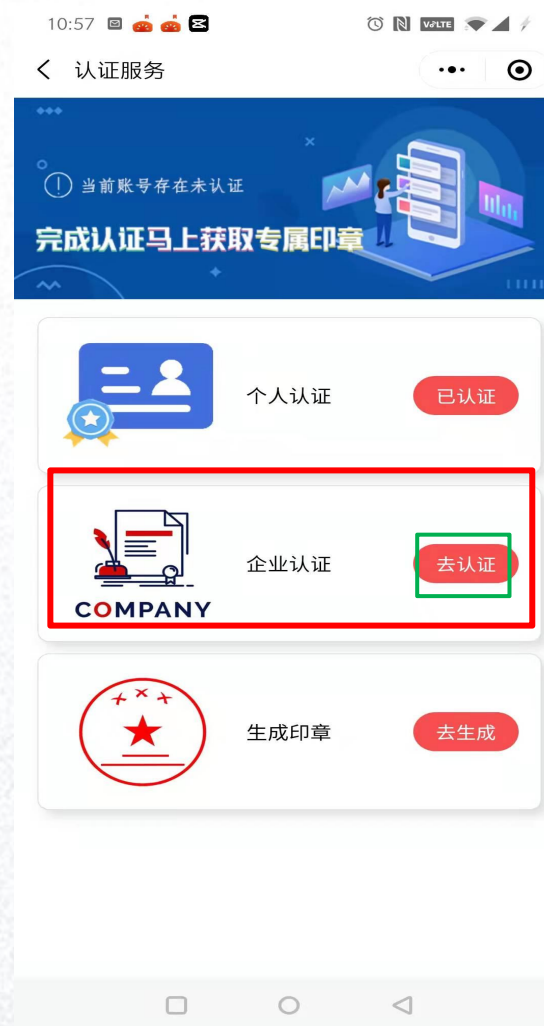 10:57
VoLTE
认证服务
当前账号存在未认证
完成认证马上获取专属印章
个人认证
已认证
COMPANY
企业认证
去认证
生成印章
去生成